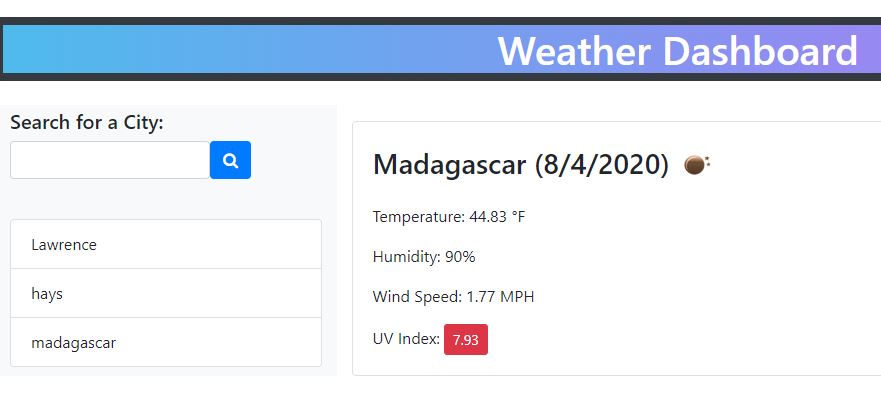 Weather Dashboard
Search for a City:
Lawrence
hays
madagascar
Madagascar (8/4/2020)
Temperature: 44.83 °F
Humidity: 90%
Wind Speed: 1.77 MPH
UV Index: 7.93